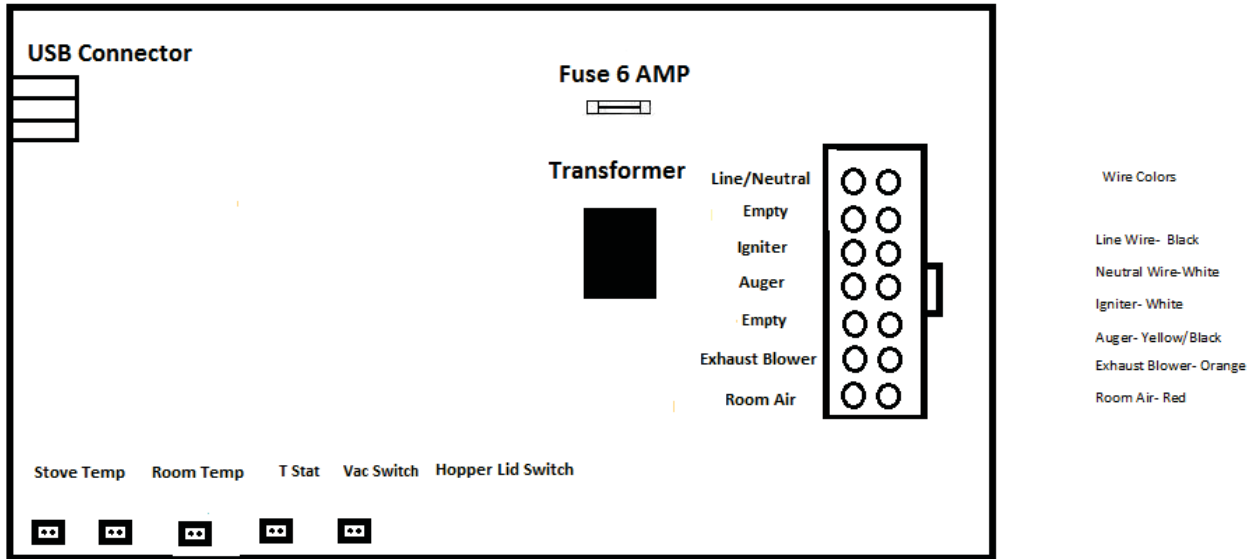 USB Connector
Fuse 6 AMP
Transformer
Line/Neutral
Empty
Igniter
Auger
Empty
Exhaust Blower
Room Air
Wire Colors
Line Wire- Black
Neutral Wire-White
Igniter- White
Auger- Yellow/Black
Exhaust Blower- Orange
Room Air- Red
Stove Temp Room Temp T Stat Vac Switch Hopper Lid Switch